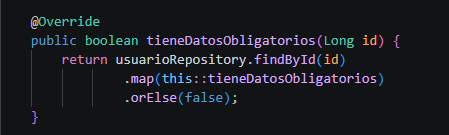 @Override
public boolean tieneDatosObligatorios(Long id) {
    return usuarioRepository.findById(id)
            .map(this::tieneDatosObligatorios)
            .orElse(false);
}